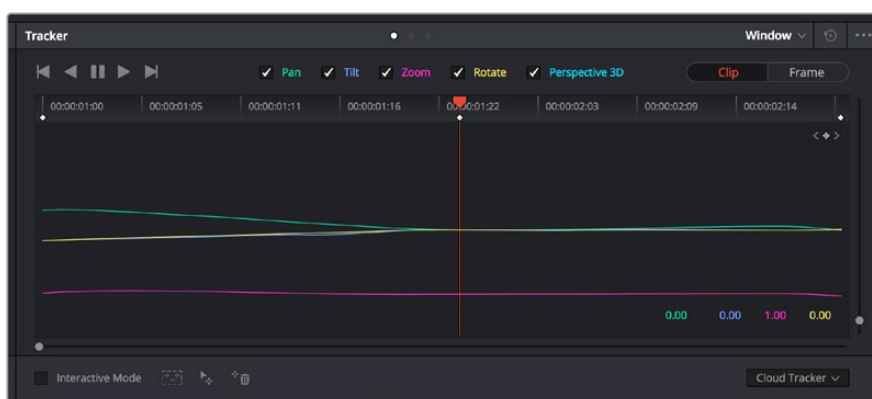 Tracker Window
Pan Tilt Zoom Rotate Perspective 3D Clip Frame
00:00:01:00 00:00:01:05 00:00:01:11 00:00:01:16 00:00:01:22 00:00:02:03 00:00:02:09 00:00:02:14
0.00 0.00 1.00 0.00
Interactive Mode Cloud Tracker